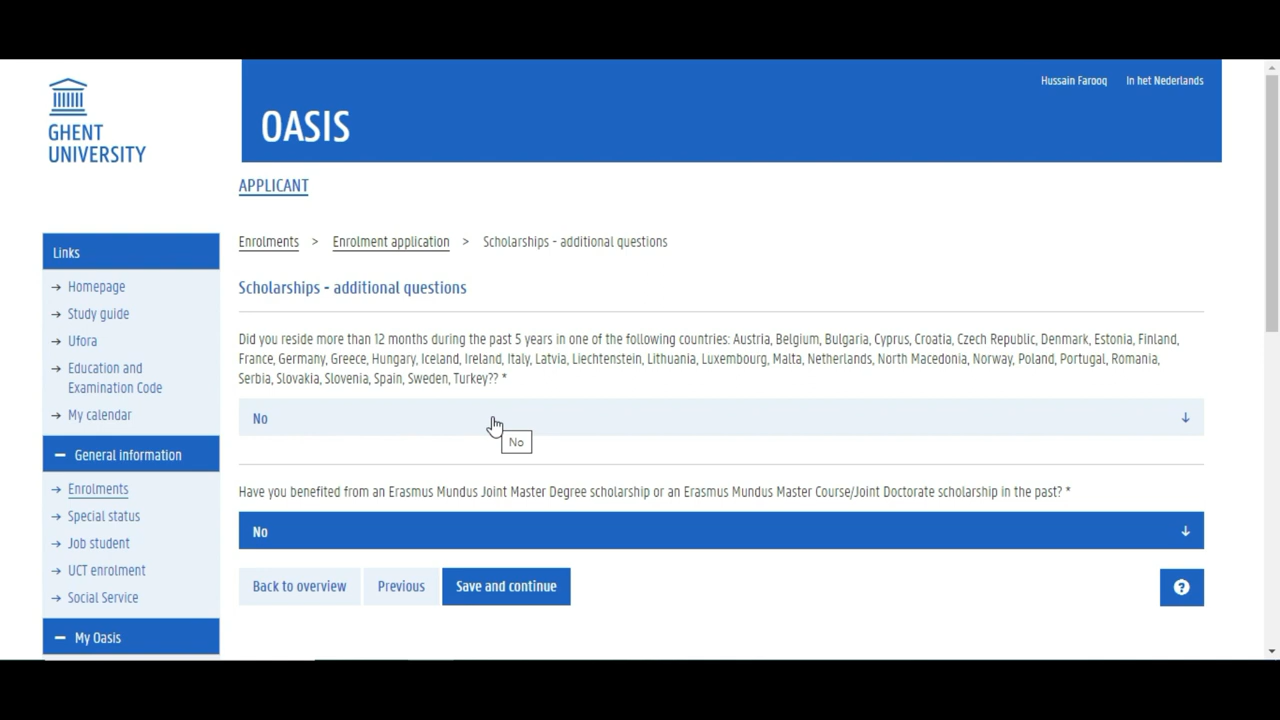 GHENT
UNIVERSITY
OASIS
Hussain Farooq
In het Nederlands
APPLICANT
Enrolments > Enrolment application > Scholarships - additional questions
Links
Homepage
Study guide
Ufora
Education and
Examination Code
My calendar
General information
Enrolments
Special status
Job student
UCT enrolment
Social Service
My Oasis
Scholarships - additional questions
Did you reside more than 12 months during the past 5 years in one of the following countries: Austria, Belgium, Bulgaria, Cyprus, Croatia, Czech Republic, Denmark, Estonia, Finland,
France, Germany, Greece, Hungary, Iceland, Ireland, Italy, Latvia, Liechtenstein, Lithuania, Luxembourg, Malta, Netherlands, North Macedonia, Norway, Poland, Portugal, Romania,
Serbia, Slovakia, Slovenia, Spain, Sweden, Turkey?? *
No
No
Have you benefited from an Erasmus Mundus Joint Master Degree scholarship or an Erasmus Mundus Master Course/Joint Doctorate scholarship in the past? *
No
Back to overview
Previous
Save and continue
?